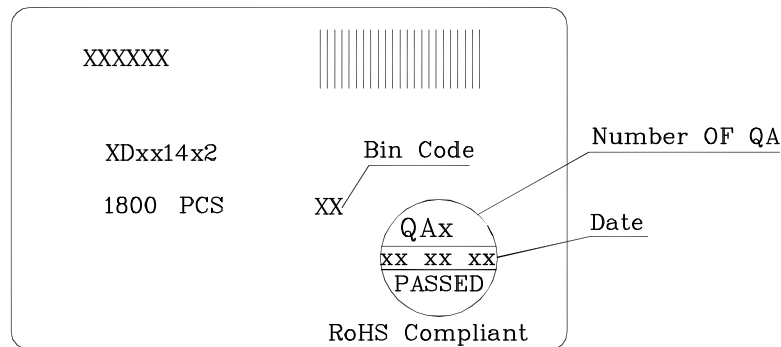 XXXXXX
Number OF QA
XDxx14x2
Bin Code
1800 PCS
XX
QAx
Date
xx xx xx
PASSED
RoHS Compliant